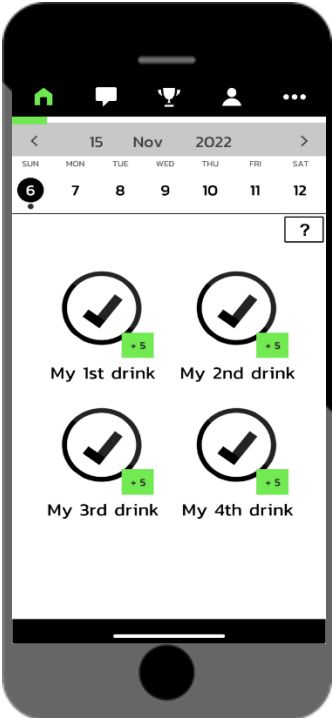 < 15 Nov 2022 >
SUN MON TUE WED THU FRI SAT
6 7 8 9 10 11 12
?
+ 5 + 5
My 1st drink My 2nd drink
+ 5 + 5
My 3rd drink My 4th drink